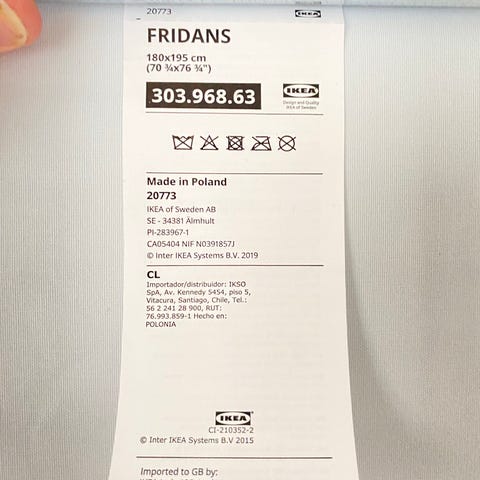 20773
IKEA
FRIDANS
180x195 cm
(70 ¾x76 ¾")
303.968.63
IKEA
Design and Quality
IKEA of Sweden
Made in Poland
20773
IKEA of Sweden AB
SE - 34381 Älmhult
PI-283967-1
CA05404 NIF N0391857J
© Inter IKEA Systems B.V. 2019
CL
Importador/distribuidor: IKSO
SpA, Av. Kennedy 5454, piso 5,
Vitacura, Santiago, Chile, Tel.:
56 2 241 28 900, RUT:
76.993.859-1 Hecho en:
POLONIA
IKEA
CI-210352-2
© Inter IKEA Systems B.V 2015
Imported to GB by: